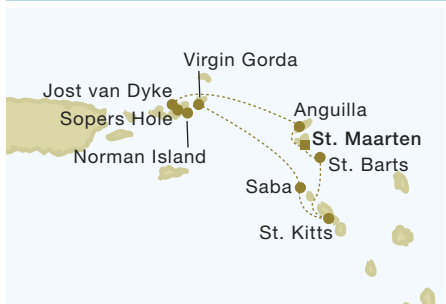 Virgin Gorda
Jost van Dyke
Anguilla
Sopers Hole
St. Maarten
Norman Island
St. Barts
Saba
St. Kitts